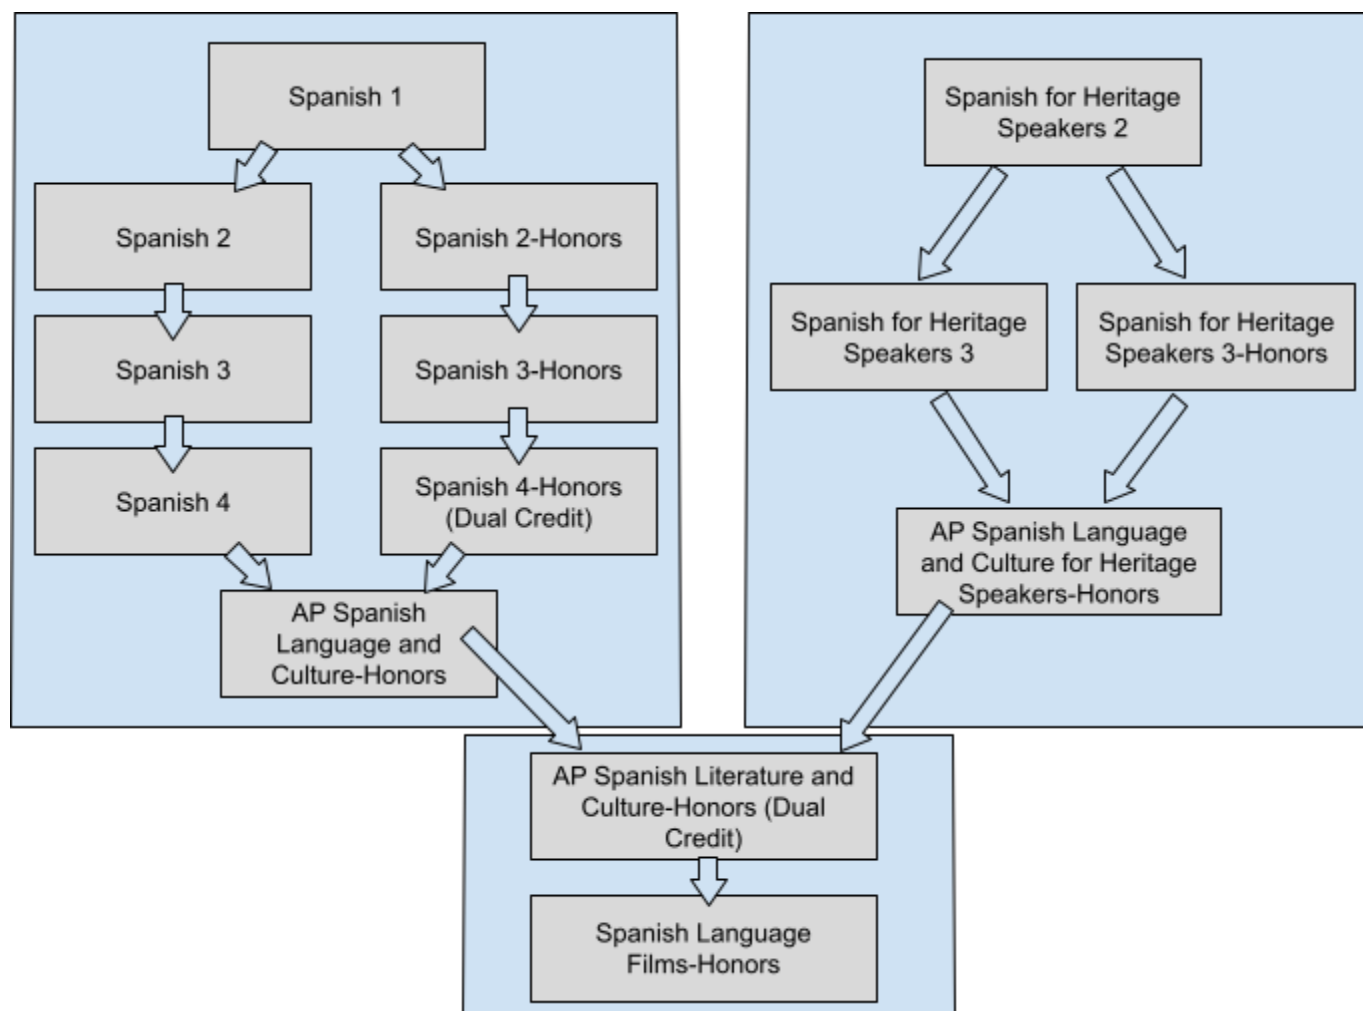 Spanish 1
Spanish 2
Spanish 2-Honors
Spanish 3
Spanish 3-Honors
Spanish 4
Spanish 4-Honors
(Dual Credit)
AP Spanish
Language and
Culture-Honors
Spanish for Heritage
Speakers 2
Spanish for Heritage
Speakers 3
Spanish for Heritage
Speakers 3-Honors
AP Spanish Language
and Culture for Heritage
Speakers-Honors
AP Spanish Literature and
Culture-Honors (Dual
Credit)
Spanish Language
Films-Honors